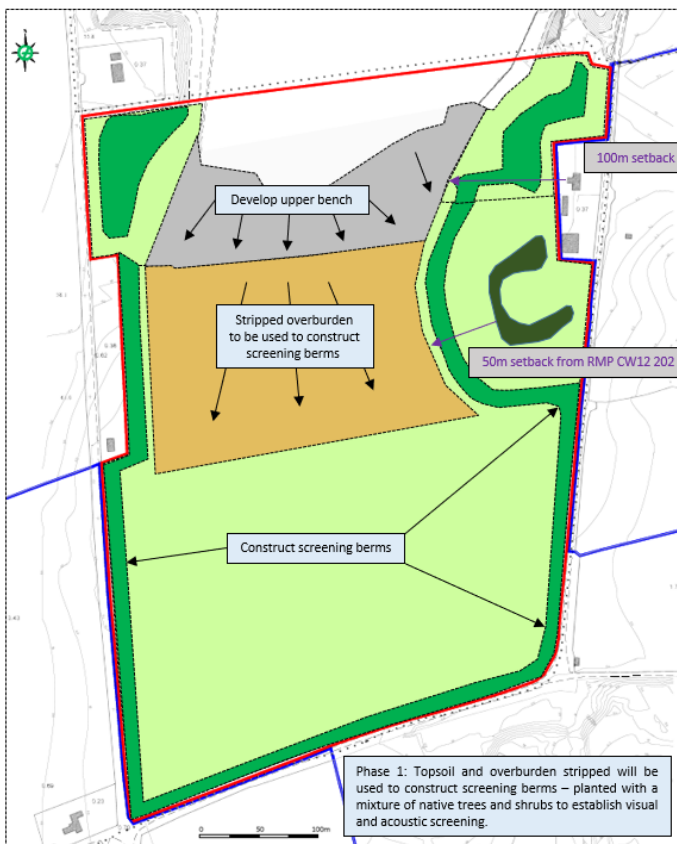 100m setback
Develop upper bench
Stripped overburden
to be used to construct
screening berms
50m setback from RMP CW12 202
Construct screening berms
Phase 1: Topsoil and overburden stripped will be
used to construct screening berms – planted with a
mixture of native trees and shrubs to establish visual
and acoustic screening.
0 50 100m